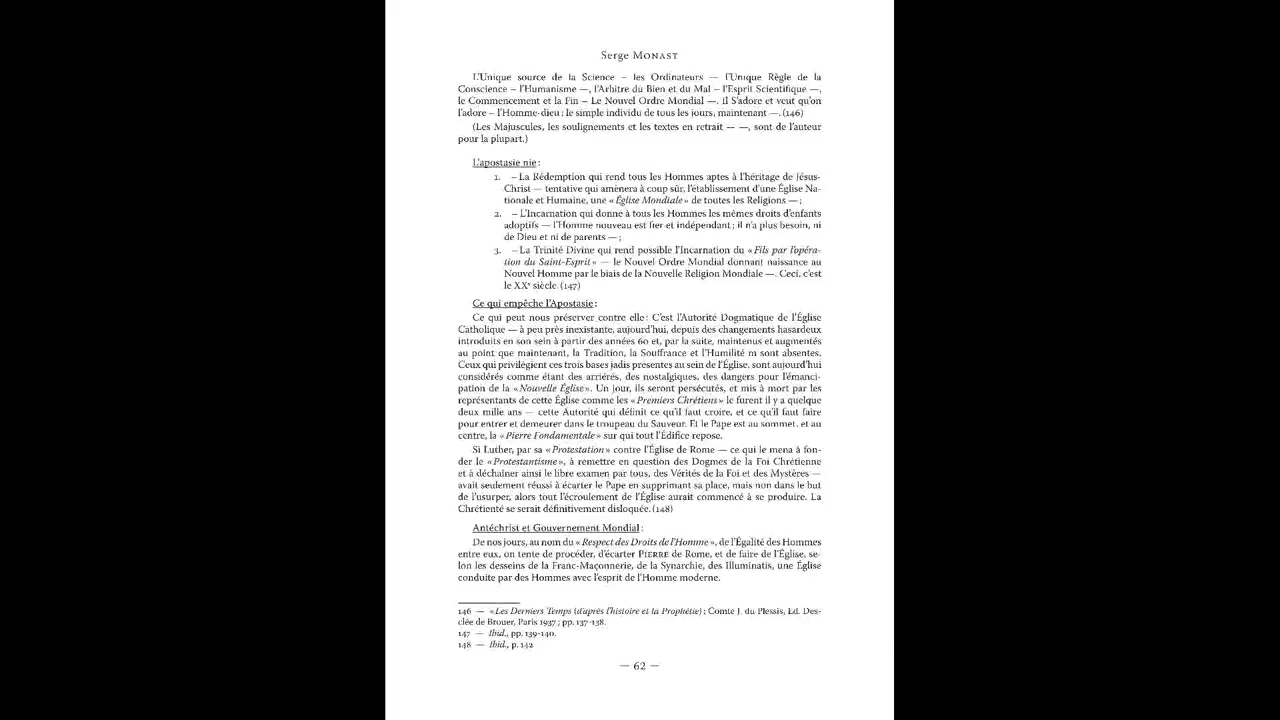 Serge Monast
L'Unique source de la Science – les Ordinateurs — l'Unique Règle de la
Conscience – l'Humanisme —, l'Arbitre du Bien et du Mal – l'Esprit Scientifique —,
le Commencement et la Fin – Le Nouvel Ordre Mondial —. Il S'adore et veut qu'on
l'adore – l'Homme-dieu ; le simple individu de tous les jours, maintenant —. (146)
(Les Majuscules, les soulignements et les textes en retrait — —, sont de l'auteur
pour la plupart.)
L'apostasie nie :
1. – La Rédemption qui rend tous les Hommes aptes à l'héritage de Jésus-
Christ — tentative qui amènera à coup sûr, l'établissement d'une Église Na-
tionale et Humaine, une « Église Mondiale » de toutes les Religions — ;
2. – L'Incarnation qui donne à tous les Hommes les mêmes droits d'enfants
adoptifs — l'Homme nouveau est fier et indépendant ; il n'a plus besoin, ni
de Dieu et ni de parents — ;
3. – La Trinité Divine qui rend possible l'Incarnation du « Fils par l'opéra-
tion du Saint-Esprit » — le Nouvel Ordre Mondial donnant naissance au
Nouvel Homme par le biais de la Nouvelle Religion Mondiale —. Ceci, c'est
le XXe siècle. (147)
Ce qui empêche l'Apostasie :
Ce qui peut nous préserver contre elle : C'est l'Autorité Dogmatique de l'Église
Catholique — à peu près inexistante, aujourd'hui, depuis des changements hasardeux
introduits en son sein à partir des années 60 et, par la suite, maintenus et augmentés
au point que maintenant, la Tradition, la Souffrance et l'Humilité m sont absentes.
Ceux qui privilégient ces trois bases jadis présentes au sein de l'Église, sont aujourd'hui
considérés comme étant des arriérés, des nostalgiques, des dangers pour l'émanci-
pation de la « Nouvelle Église ». Un jour, ils seront persécutés, et mis à mort par les
représentants de cette Église comme les « Premiers Chrétiens » le furent il y a quelque
deux mille ans — cette Autorité qui définit ce qu'il faut croire, et ce qu'il faut faire
pour entrer et demeurer dans le troupeau du Sauveur. Et le Pape est au sommet, et au
centre, la « Pierre Fondamentale » sur qui tout l'Édifice repose.
Si Luther, par sa « Protestation » contre l'Église de Rome — ce qui le mena à fon-
der le « Protestantisme », à remettre en question des Dogmes de la Foi Chrétienne
et à déchaîner ainsi le libre examen par tous, des Vérités de la Foi et des Mystères —
avait seulement réussi à écarter le Pape en supprimant sa place, mais non dans le but
de l'usurper, alors tout l'écroulement de l'Église aurait commencé à se produire. La
Chrétienté se serait définitivement disloquée. (148)
Antéchrist et Gouvernement Mondial :
De nos jours, au nom du « Respect des Droits de l'Homme », de l'Égalité des Hommes
entre eux, on tente de procéder, d'écarter Pierre de Rome, et de faire de l'Église, se-
lon les desseins de la Franc-Maçonnerie, de la Synarchie, des Illuminatis, une Église
conduite par des Hommes avec l'esprit de l'Homme moderne.
146 — « Les Derniers Temps (d'après l'histoire et la Prophétie) ; Comte J. du Plessis, Ed. Des-
clée de Brouer, Paris 1937 ; pp. 137-138.
147 — Ibid., pp. 139-140.
148 — Ibid., p. 142
— 62 —